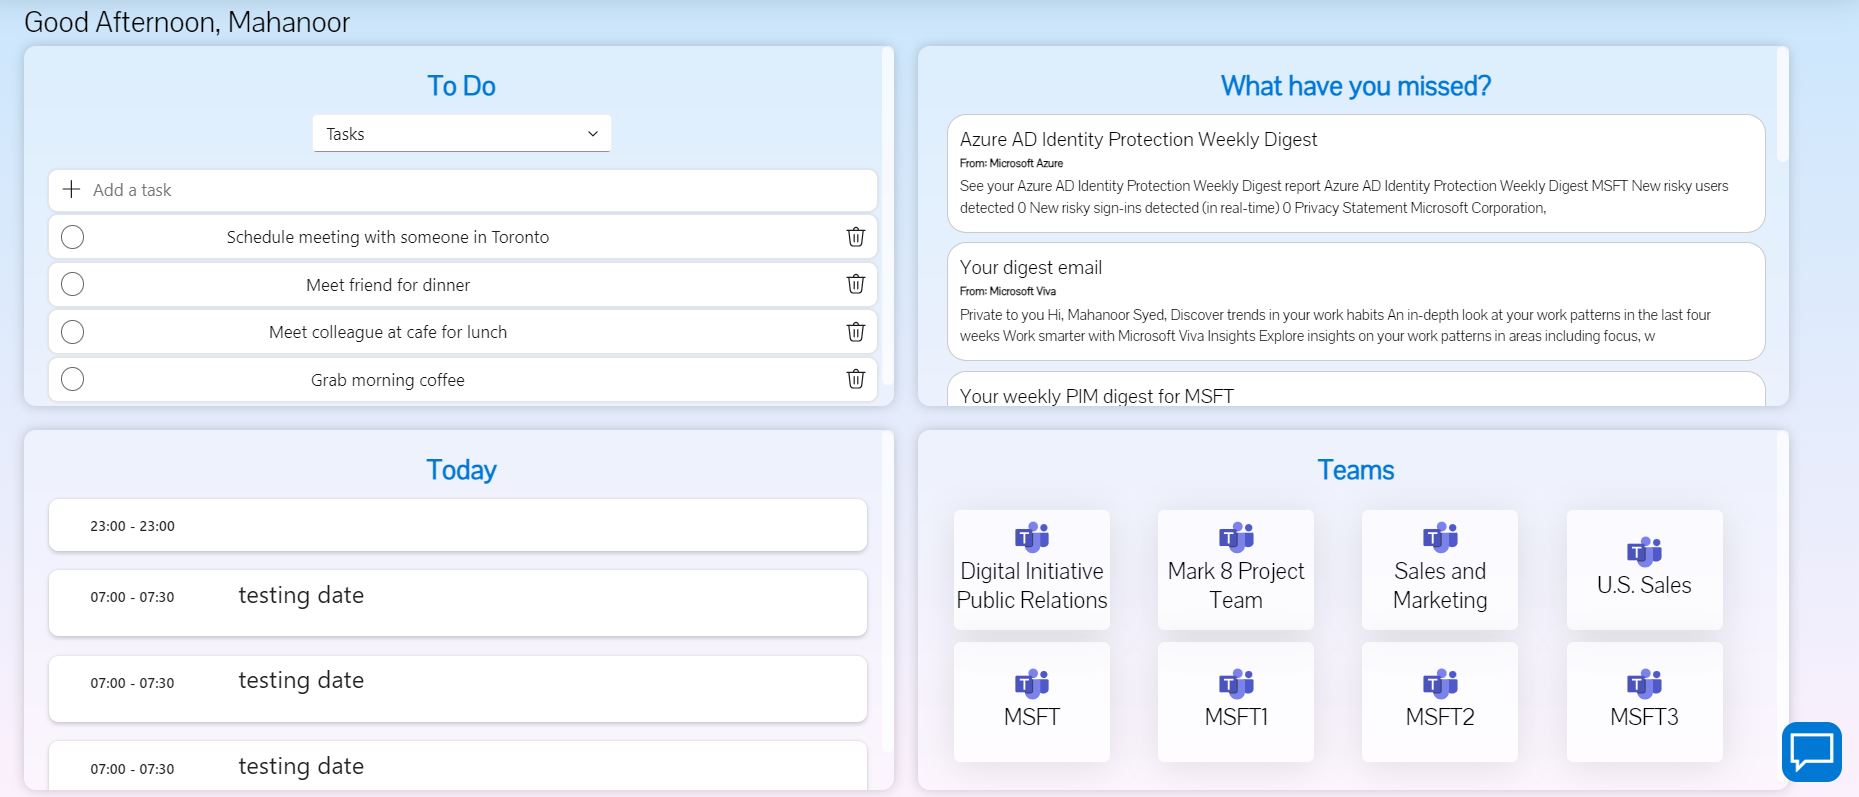 Good Afternoon, Mahanoor
To Do
Tasks
Add a task
Schedule meeting with someone in Toronto
Meet friend for dinner
Meet colleague at cafe for lunch
Grab morning coffee
What have you missed?
Azure AD Identity Protection Weekly Digest
From: Microsoft Azure
See your Azure AD Identity Protection Weekly Digest report Azure AD Identity Protection Weekly Digest MSFT New risky users
detected 0 New risky sign-ins detected (in real-time) 0 Privacy Statement Microsoft Corporation,
Your digest email
From: Microsoft Viva
Private to you Hi, Mahanoor Syed, Discover trends in your work habits An in-depth look at your work patterns in the last four
weeks Work smarter with Microsoft Viva Insights Explore insights on your work patterns in areas including focus, w
Your weekly PIM digest for MSFT
Today
23:00 - 23:00
07:00 - 07:30 testing date
07:00 - 07:30 testing date
07:00 - 07:30 testing date
Teams
T
Digital Initiative
Public Relations
T
Mark 8 Project
Team
T
Sales and
Marketing
T
U.S. Sales
T
MSFT
T
MSFT1
T
MSFT2
T
MSFT3